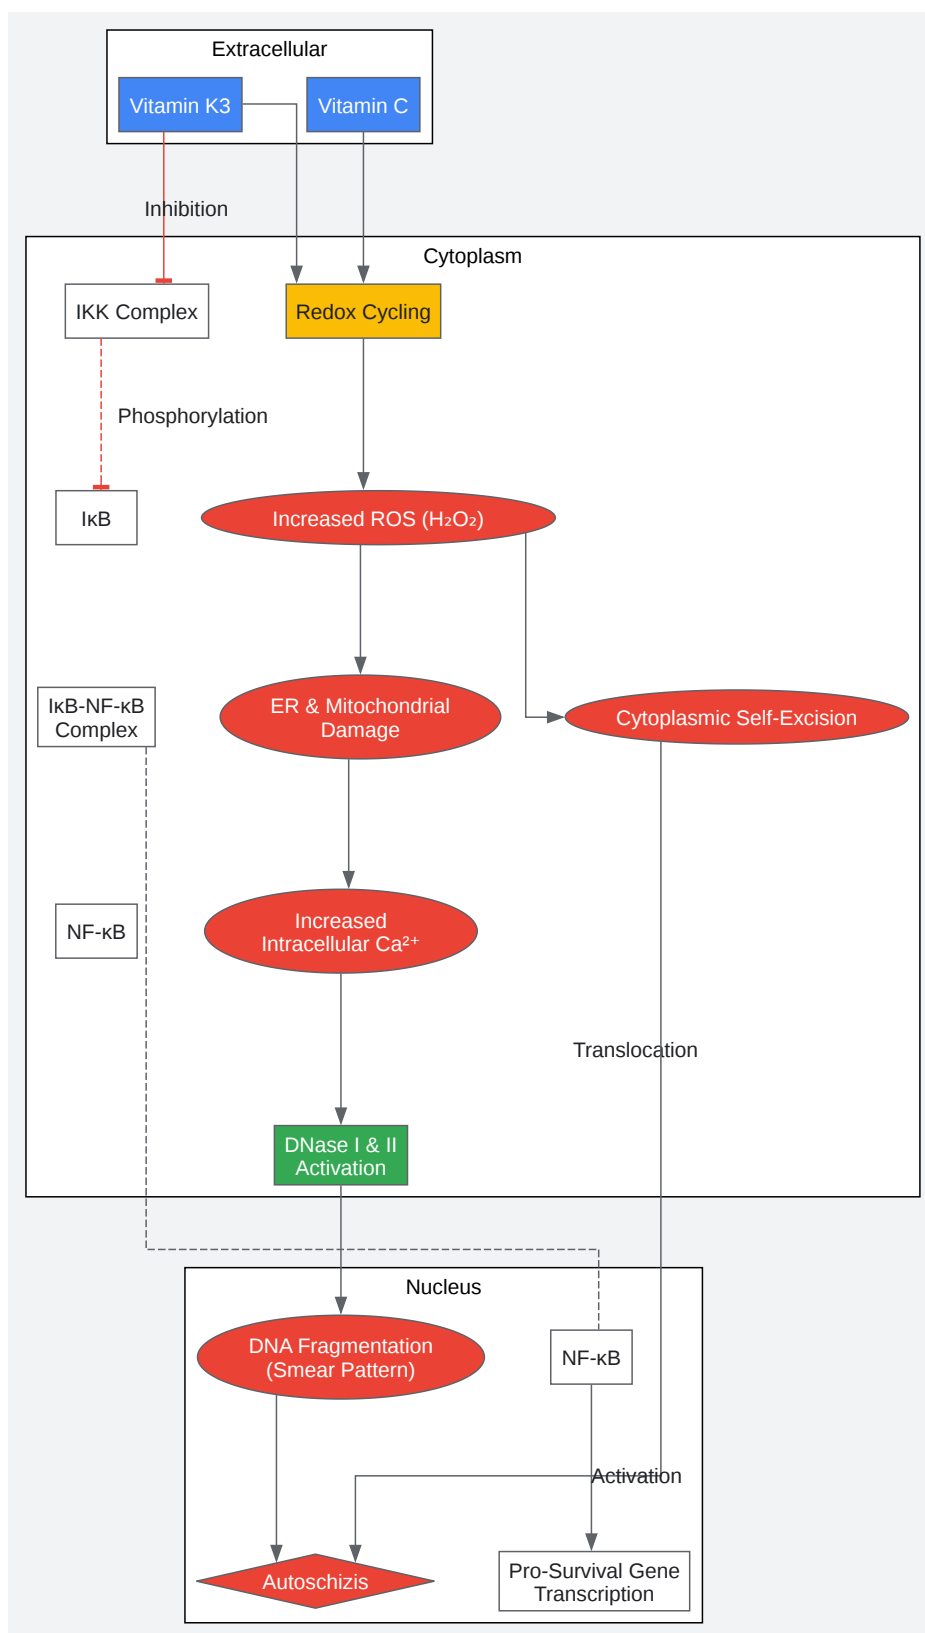 Extracellular
Vitamin K3
Vitamin C
Inhibition
Cytoplasm
IKK Complex
Redox Cycling
Phosphorylation
IκB
Increased ROS (H₂O₂)
IκB-NF-κB
Complex
ER & Mitochondrial
Damage
Cytoplasmic Self-Excision
NF-κB
Increased
Intracellular Ca²⁺
Translocation
DNase I & II
Activation
Nucleus
DNA Fragmentation
(Smear Pattern)
NF-κB
Activation
Autoschizis
Pro-Survival Gene
Transcription